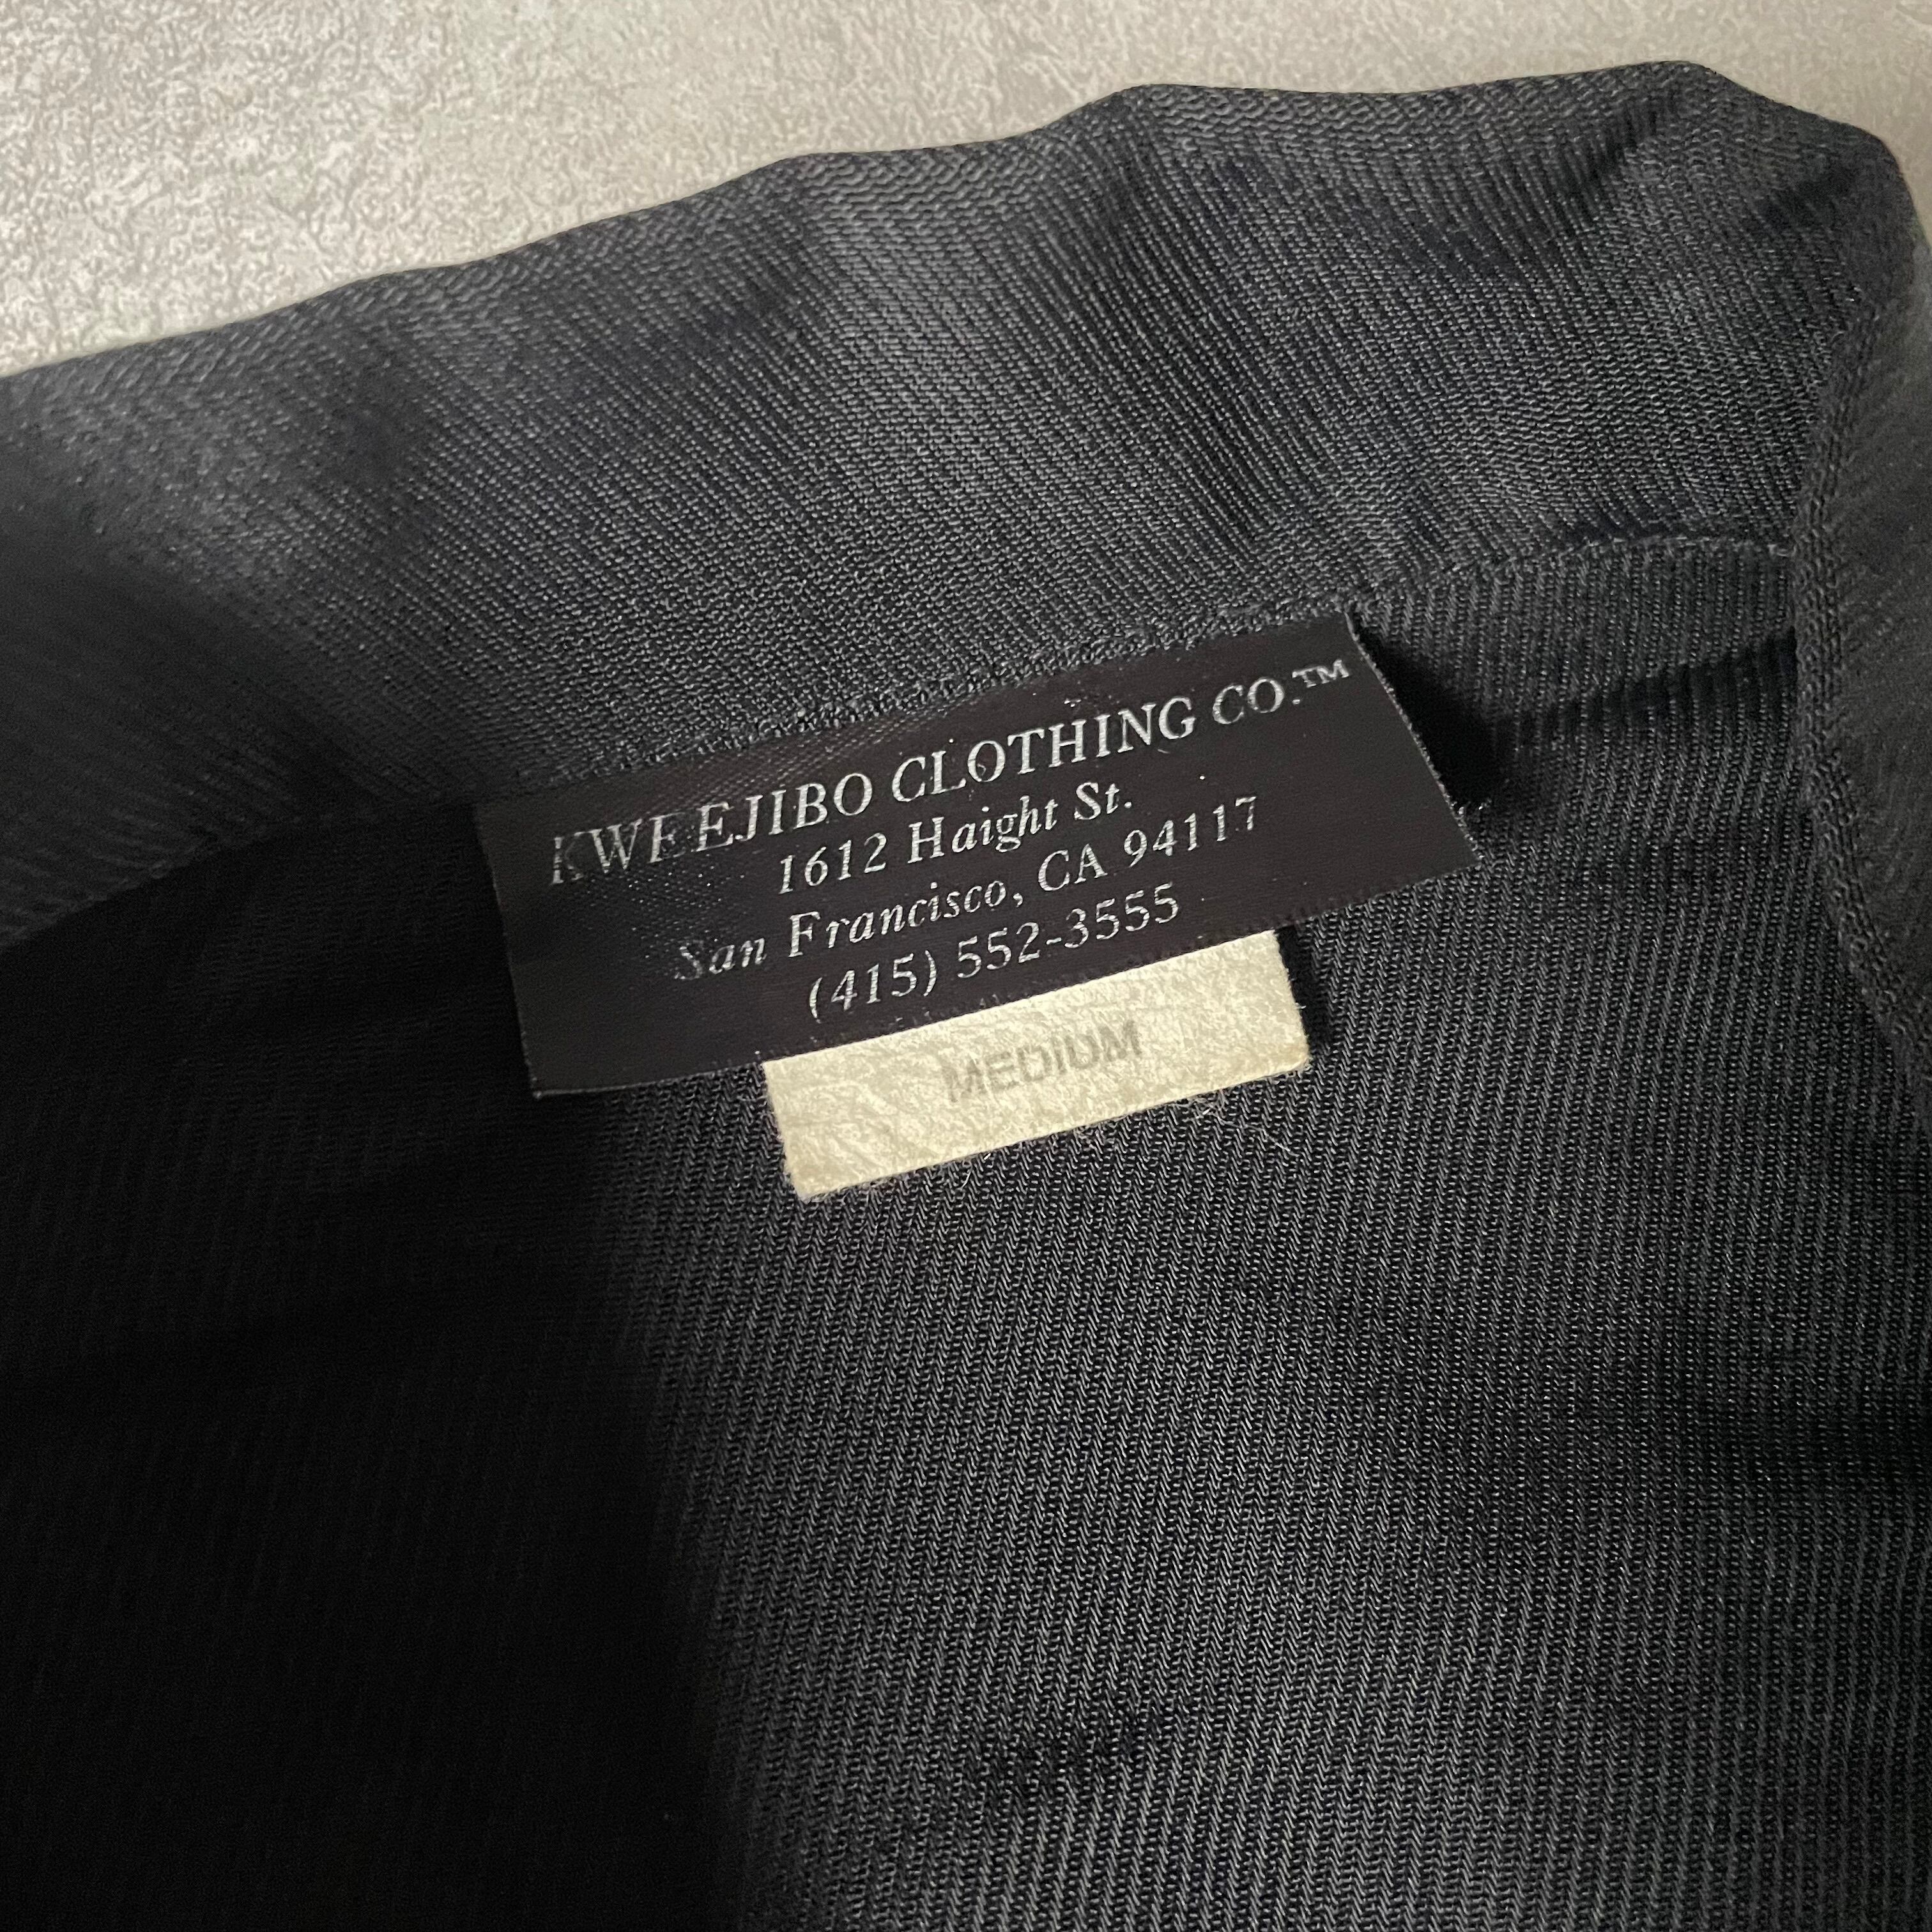 KWEEJIBO CLOTHING CO.™
1612 Haight St.
San Francisco, CA 94117
(415) 552-3555
MEDIUM